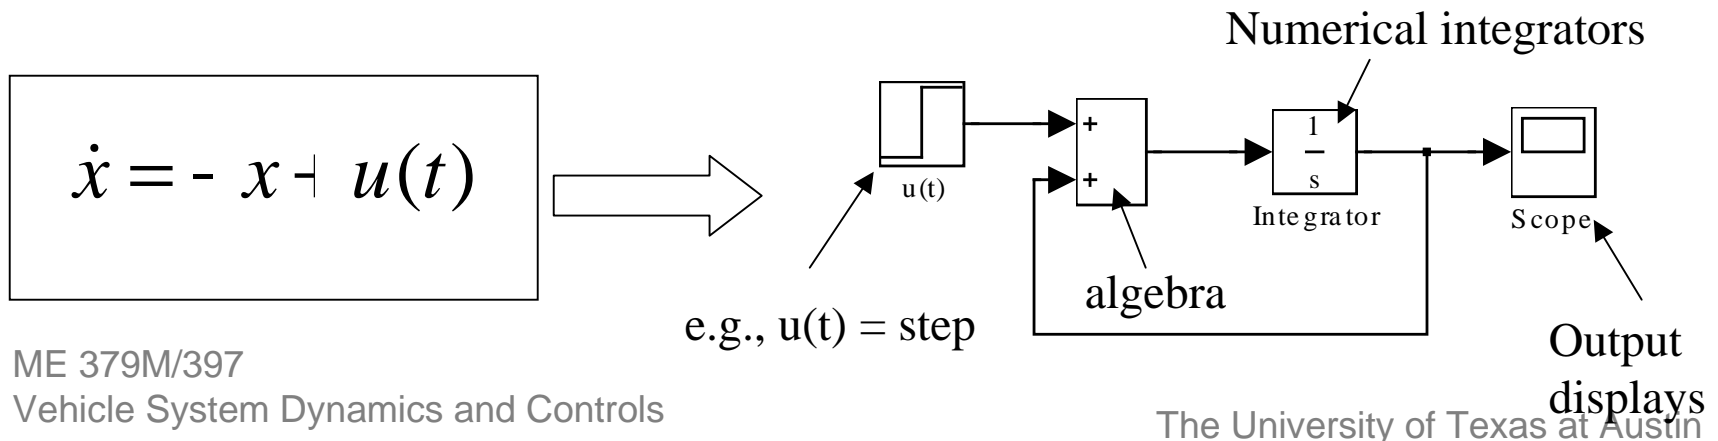 Numerical integrators
ẋ = - x + u(t)
u(t)
+
+
1
s
Integrator
Scope
algebra
e.g., u(t) = step
Output
displays
ME 379M/397
Vehicle System Dynamics and Controls
The University of Texas at Austin